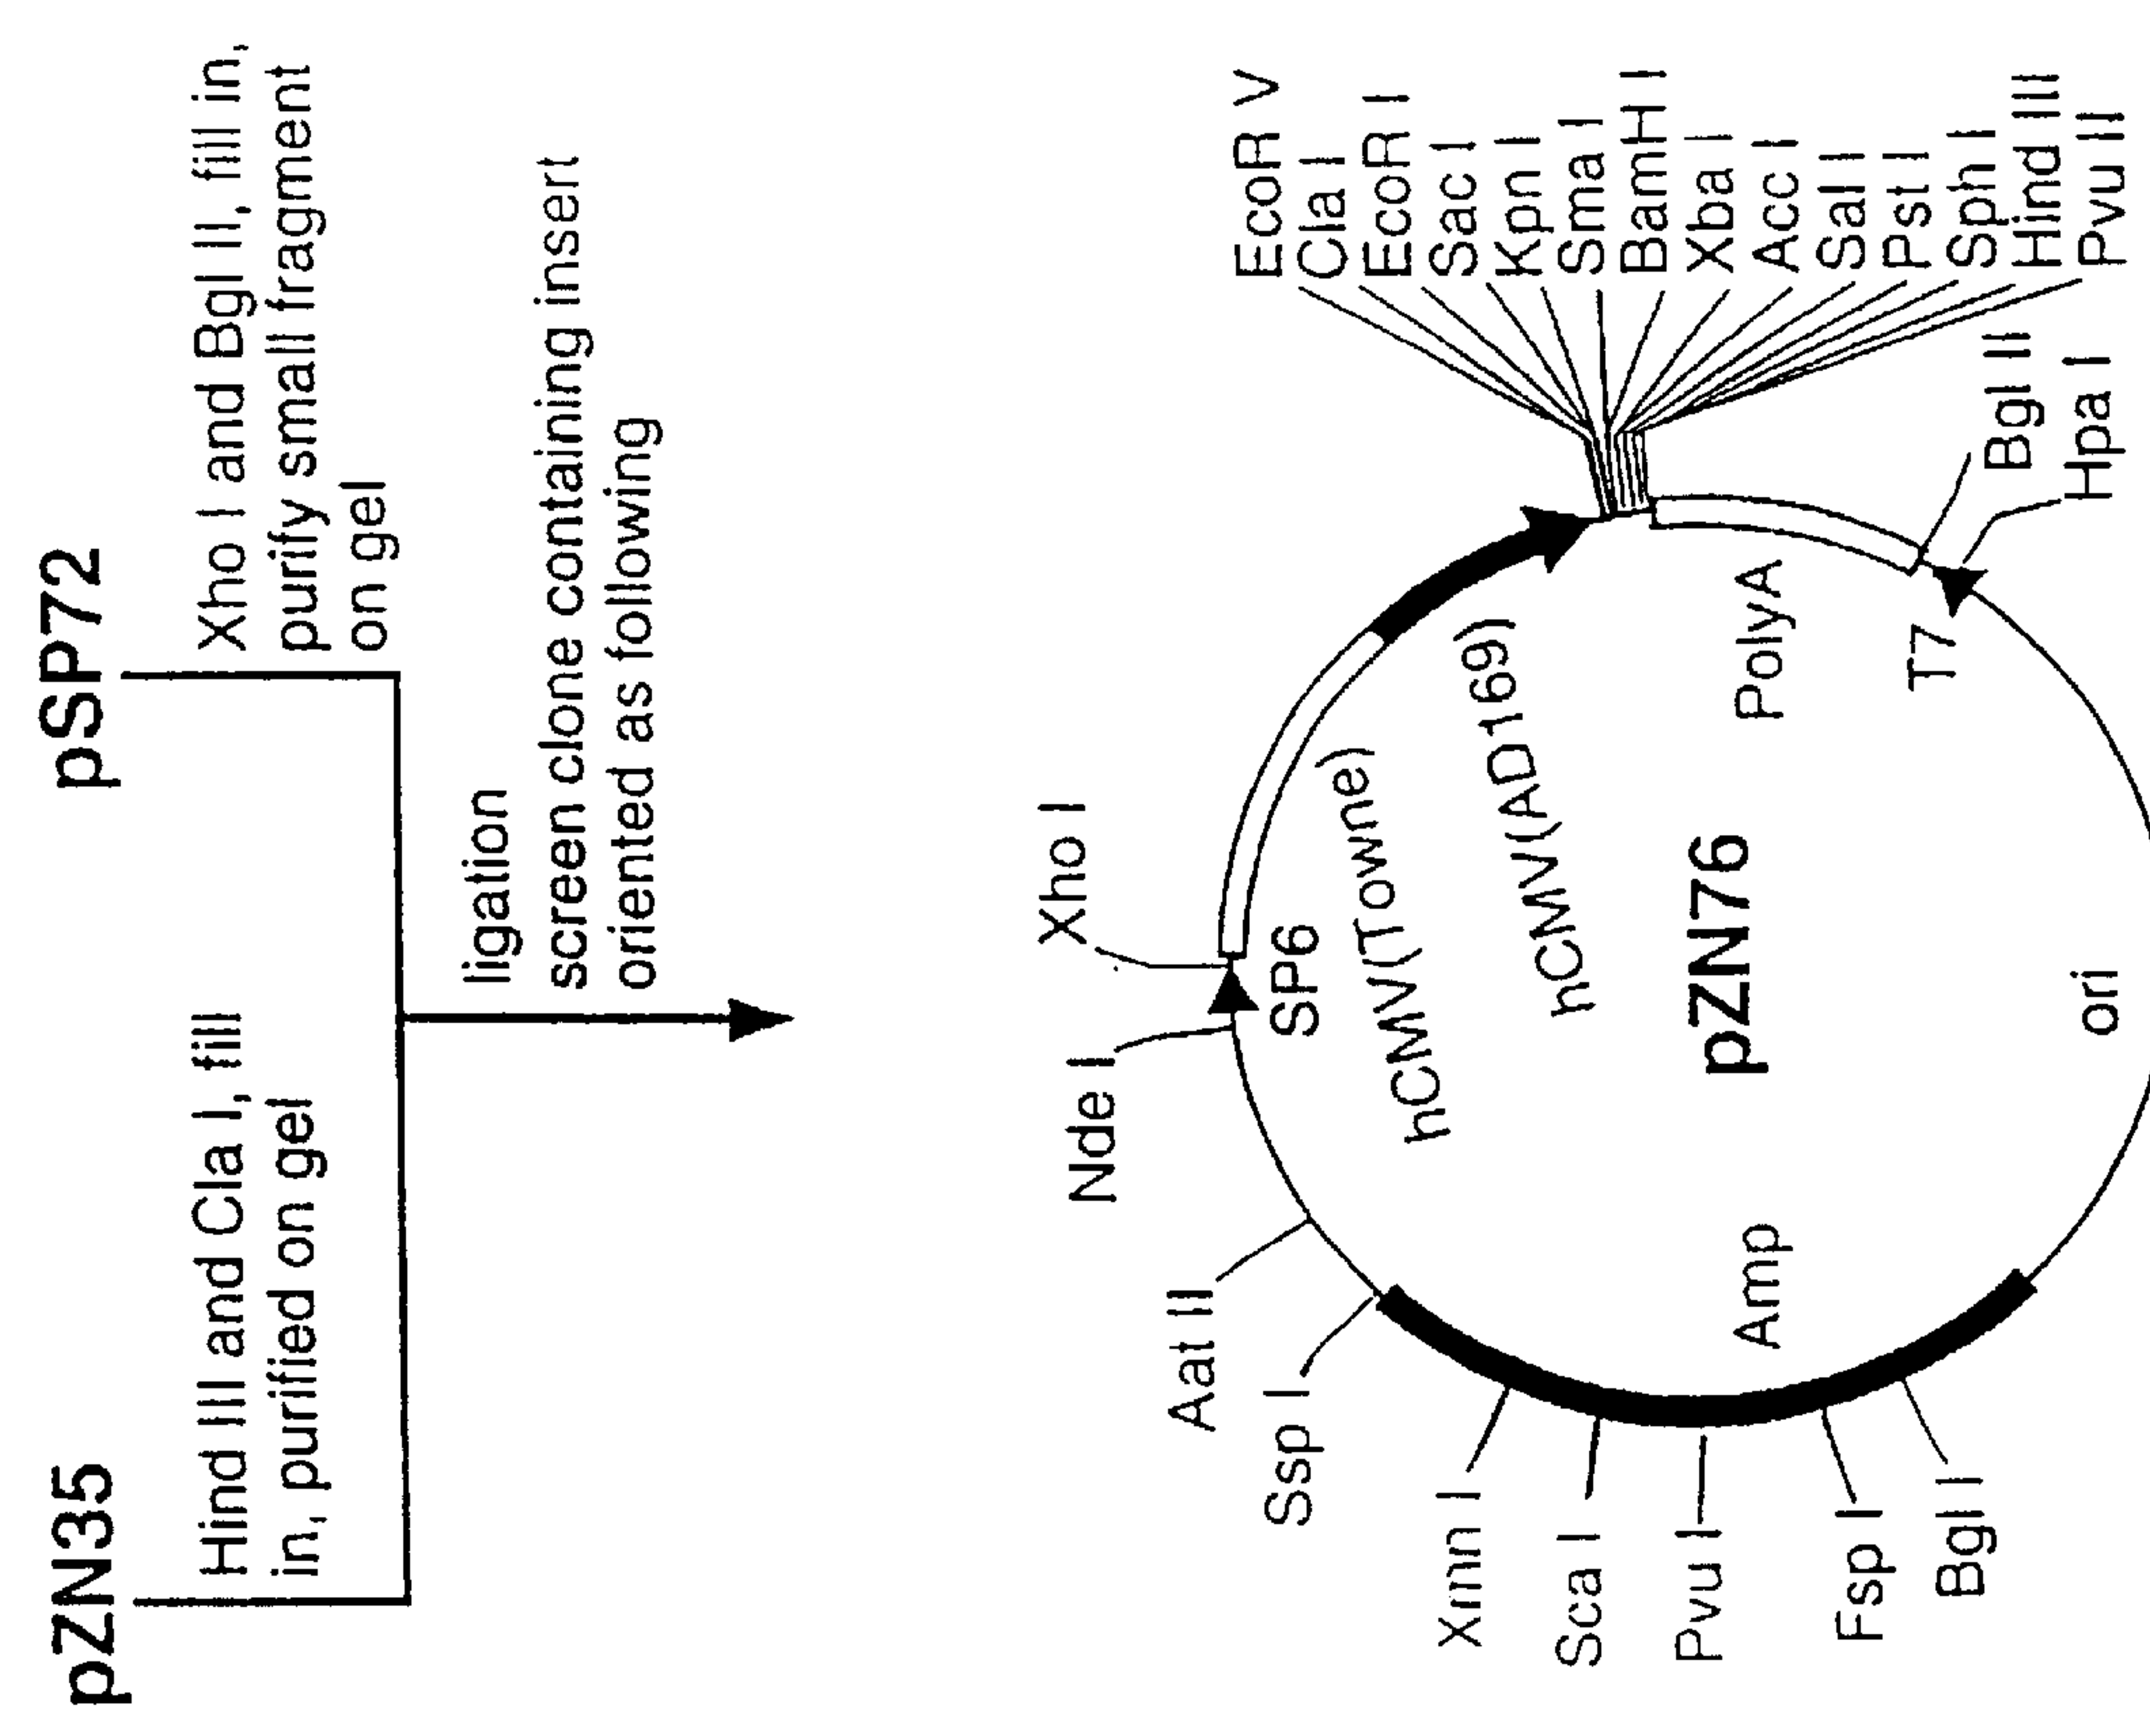 pZN35
pSP72
Hind III and Cla I, fill
in, purified on gel
Xho I and Bgl II, fill in,
purify small fragment
on gel
ligation
screen clone containing insert
oriented as following
Xho I
Nde I
Aat III
Ssp I
Xmn I
Sca I
Pvu I
Fsp I
Bgl I
SP6
hCMV(Towne)
hCMV(AD169)
pZN76
Amp
ori
PolyA
T7
EcoR V
Cla I
EcoR I
Sac I
Kpn I
Sma I
BamH I
Xba I
Acc I
Sal I
Pst I
Sph I
Hind III
Pvu II
Bgl II
Hpa I